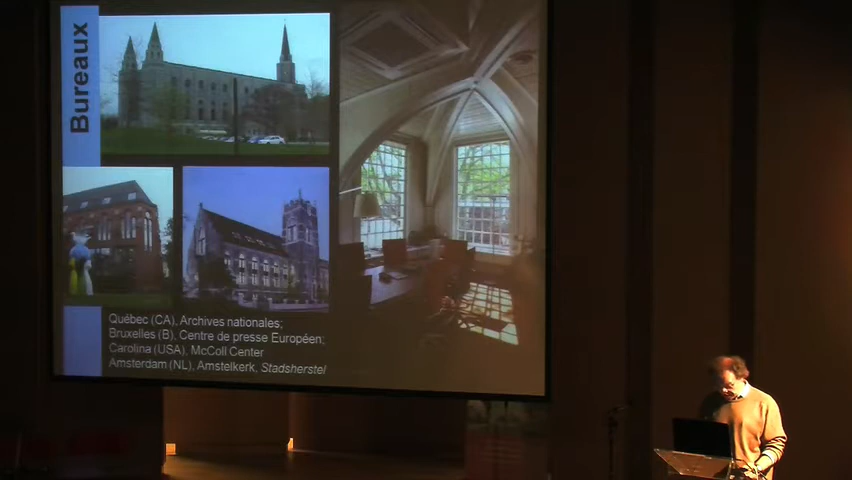 Bureaux
Québec (CA), Archives nationales;
Bruxelles (B), Centre de presse Européen;
Carolina (USA), McColl Center
Amsterdam (NL), Amstelkerk, Stadsherstel